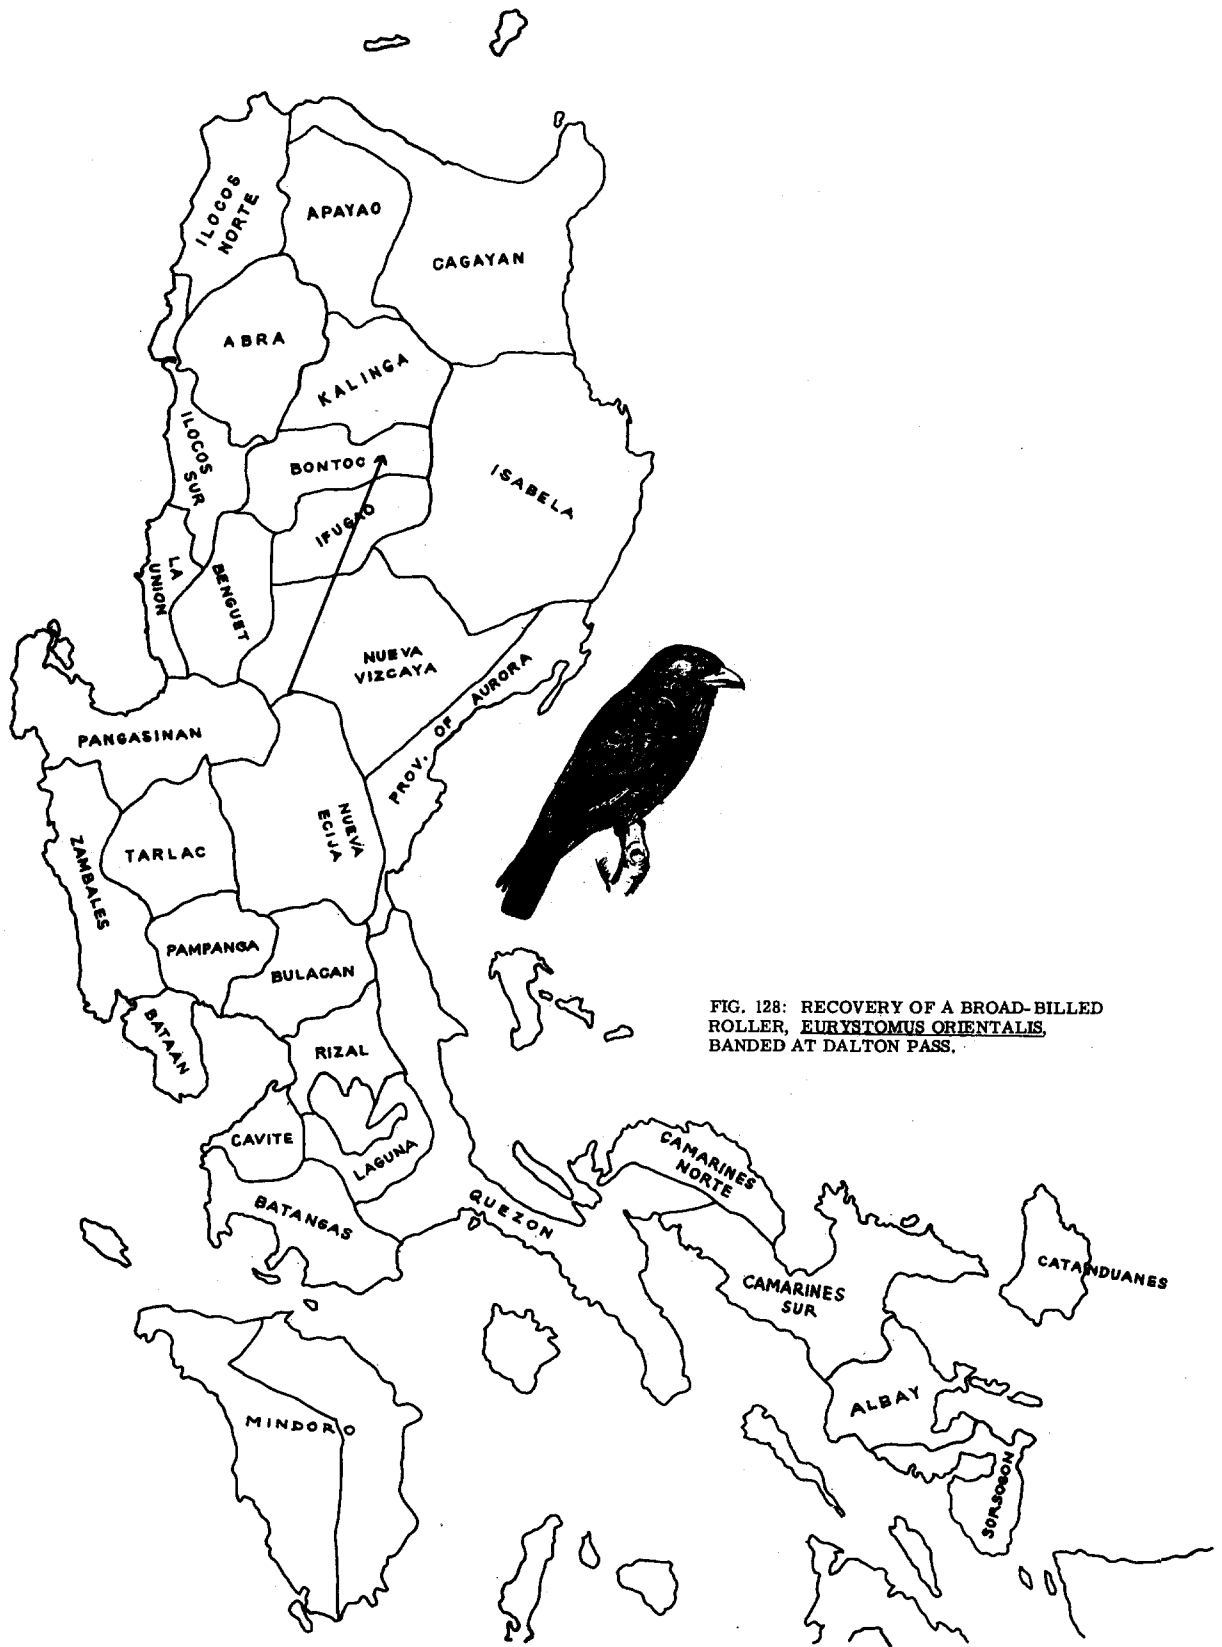 ILOCOS
NORTE
APAYAO
CAGAYAN
ABRA
KALINGA
ILOCOS
SUR
BONTOC
ISABELA
IFUGAO
LA
UNION
BENGUET
NUEVA
VIZCAYA
PROV. OF AURORA
PANGASINAN
NUEVA
ECIJA
ZAMBALES
TARLAC
PAMPANGA
BULACAN
BATAAN
FIG. 128: RECOVERY OF A BROAD-BILLED
ROLLER, EURYSTOMUS ORIENTALIS,
BANDED AT DALTON PASS.
RIZAL
CAVITE
LAGUNA
BATANGAS
QUEZON
CAMARINES
NORTE
CATANDUANES
CAMARINES
SUR
ALBAY
MINDORO
SORSOGON